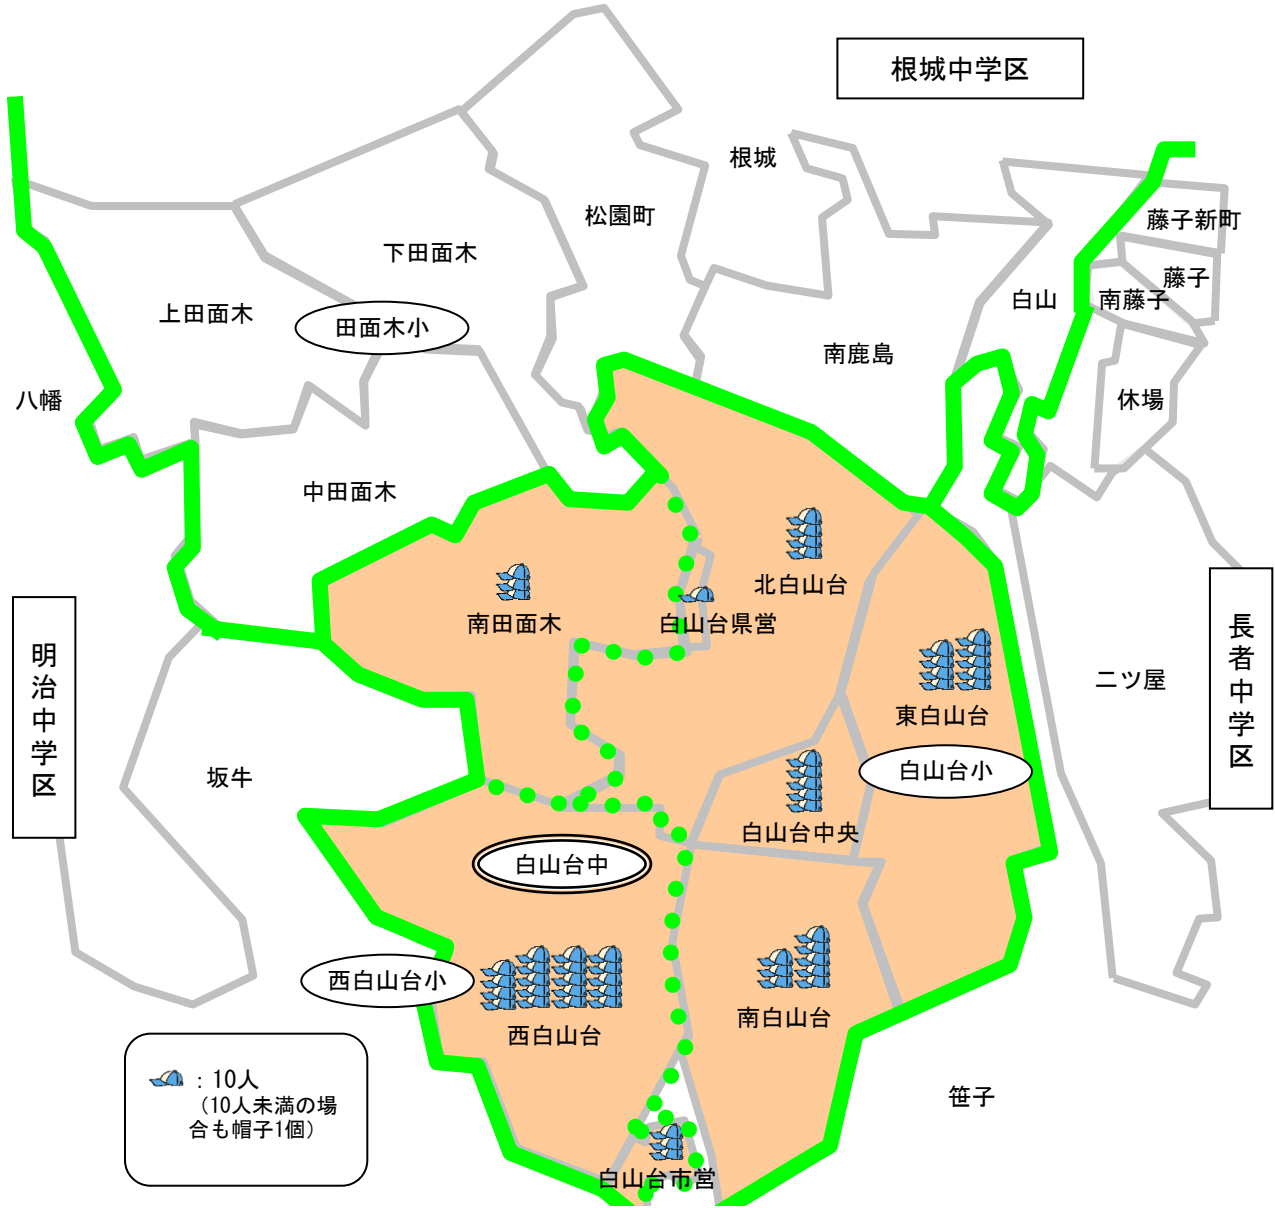 根城中学区
根城
松園町
藤子新町
下田面木
藤子
上田面木
白山
南藤子
田面木小
南鹿島
八幡
休場
中田面木
北白山台
南田面木
白山台県営
明治中学区
長者中学区
二ツ屋
東白山台
坂牛
白山台小
白山台中央
白山台中
西白山台小
南白山台
西白山台
：10人
（10人未満の場
合も帽子1個）
笹子
白山台市営